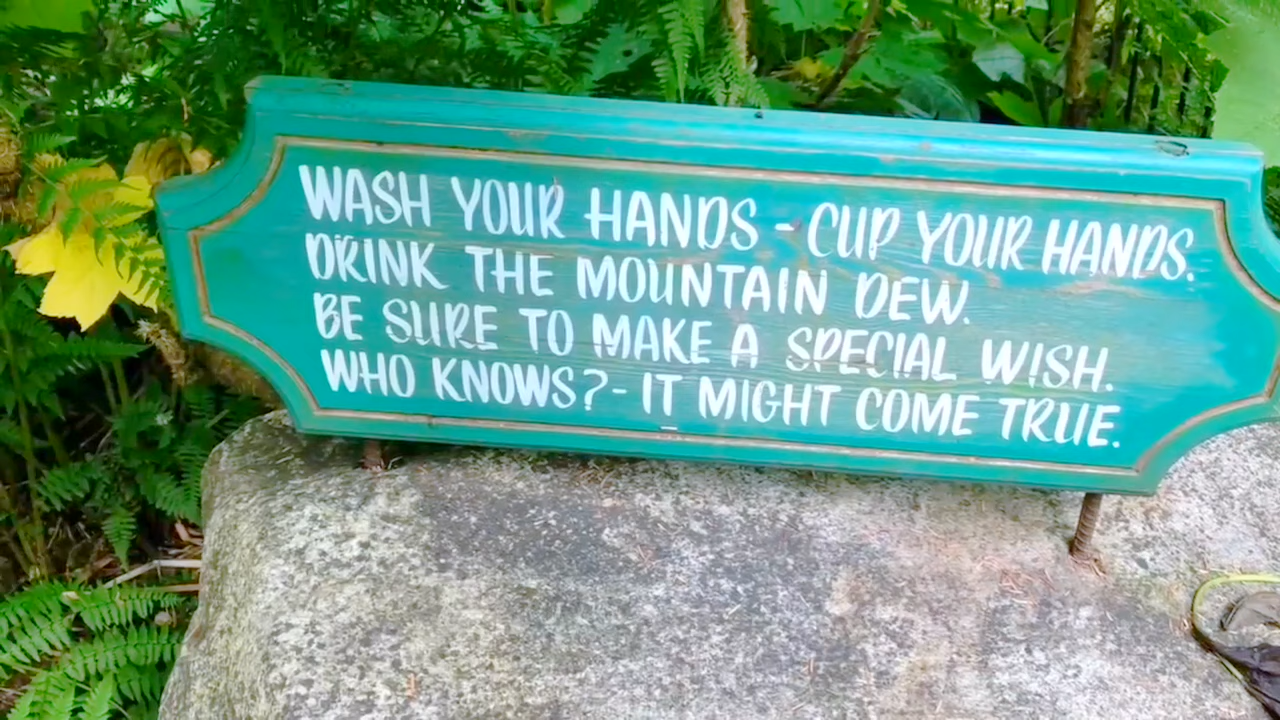 WASH YOUR HANDS - CUP YOUR HANDS.
DRINK THE MOUNTAIN DEW.
BE SURE TO MAKE A SPECIAL WISH.
WHO KNOWS? - IT MIGHT COME TRUE.